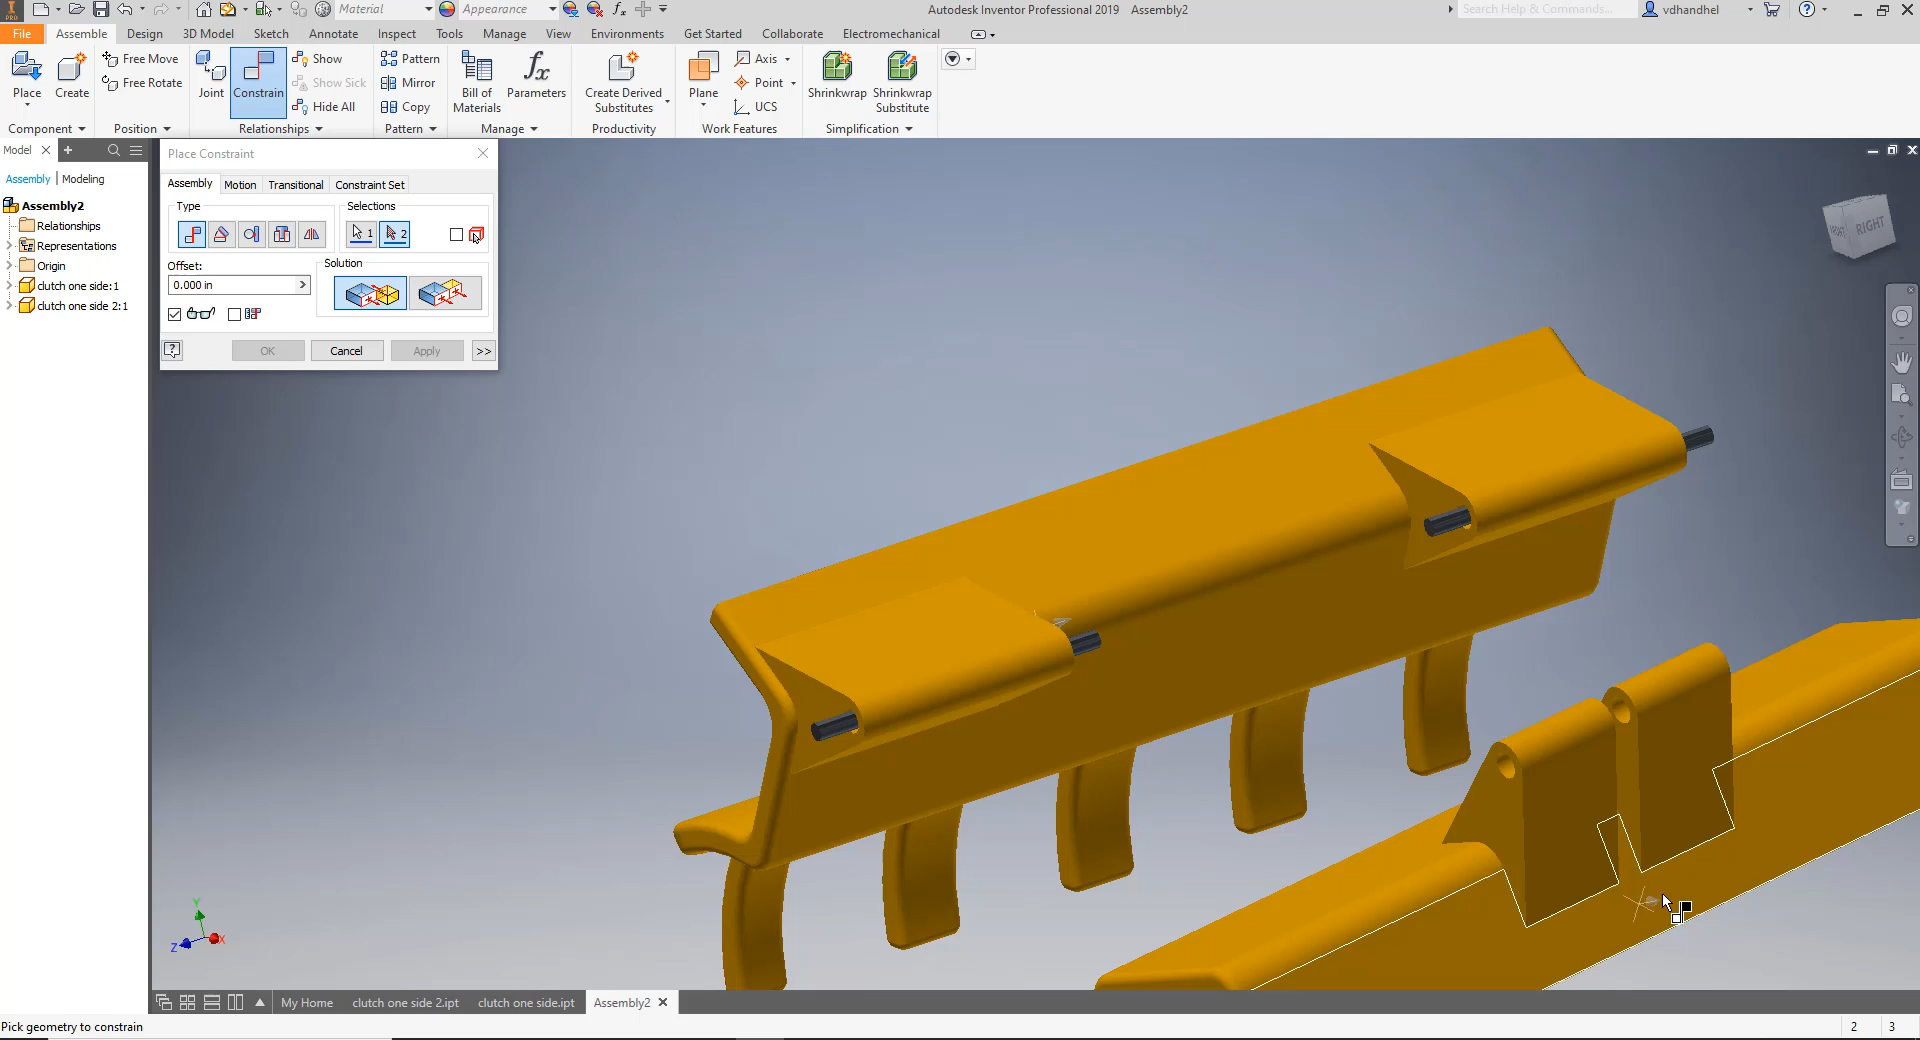 Material
Appearance
fx
Autodesk Inventor Professional 2019 Assembly2
Search Help & Commands...
vdhandhel
File Assemble Design 3D Model Sketch Annotate Inspect Tools Manage View Environments Get Started Collaborate Electromechanical
Place
Create
Free Move
Free Rotate
Joint
Constrain
Show
Show Sick
Hide All
Pattern
Mirror
Copy
Bill of
Materials
fx
Parameters
Create Derived
Substitutes
Plane
Axis
Point
UCS
Shrinkwrap
Shrinkwrap
Substitute
Component Position Relationships Pattern Manage Productivity Work Features Simplification
Model
Assembly Modeling
Assembly2
Relationships
Representations
Origin
clutch one side:1
clutch one side 2:1
Place Constraint
Assembly Motion Transitional Constraint Set
Type
Selections
1
2
Offset:
0.000 in
Solution
?
OK
Cancel
Apply
>>
FRONT
RIGHT
Y
Z
X
My Home clutch one side 2.ipt clutch one side.ipt Assembly2
Pick geometry to constrain
2 3